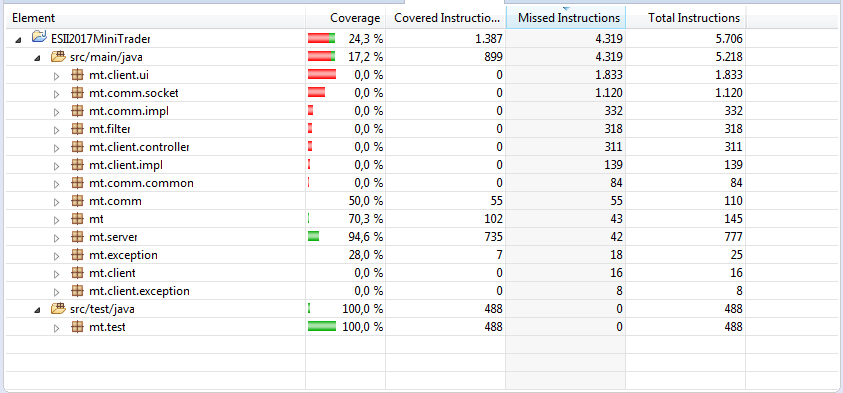 Element Coverage Covered Instructio... Missed Instructions Total Instructions
ESII2017MiniTrader 24,3 % 1.387 4.319 5.706
src/main/java 17,2 % 899 4.319 5.218
mt.client.ui 0,0 % 0 1.833 1.833
mt.comm.socket 0,0 % 0 1.120 1.120
mt.comm.impl 0,0 % 0 332 332
mt.filter 0,0 % 0 318 318
mt.client.controller 0,0 % 0 311 311
mt.client.impl 0,0 % 0 139 139
mt.comm.common 0,0 % 0 84 84
mt.comm 50,0 % 55 55 110
mt 70,3 % 102 43 145
mt.server 94,6 % 735 42 777
mt.exception 28,0 % 7 18 25
mt.client 0,0 % 0 16 16
mt.client.exception 0,0 % 0 8 8
src/test/java 100,0 % 488 0 488
mt.test 100,0 % 488 0 488